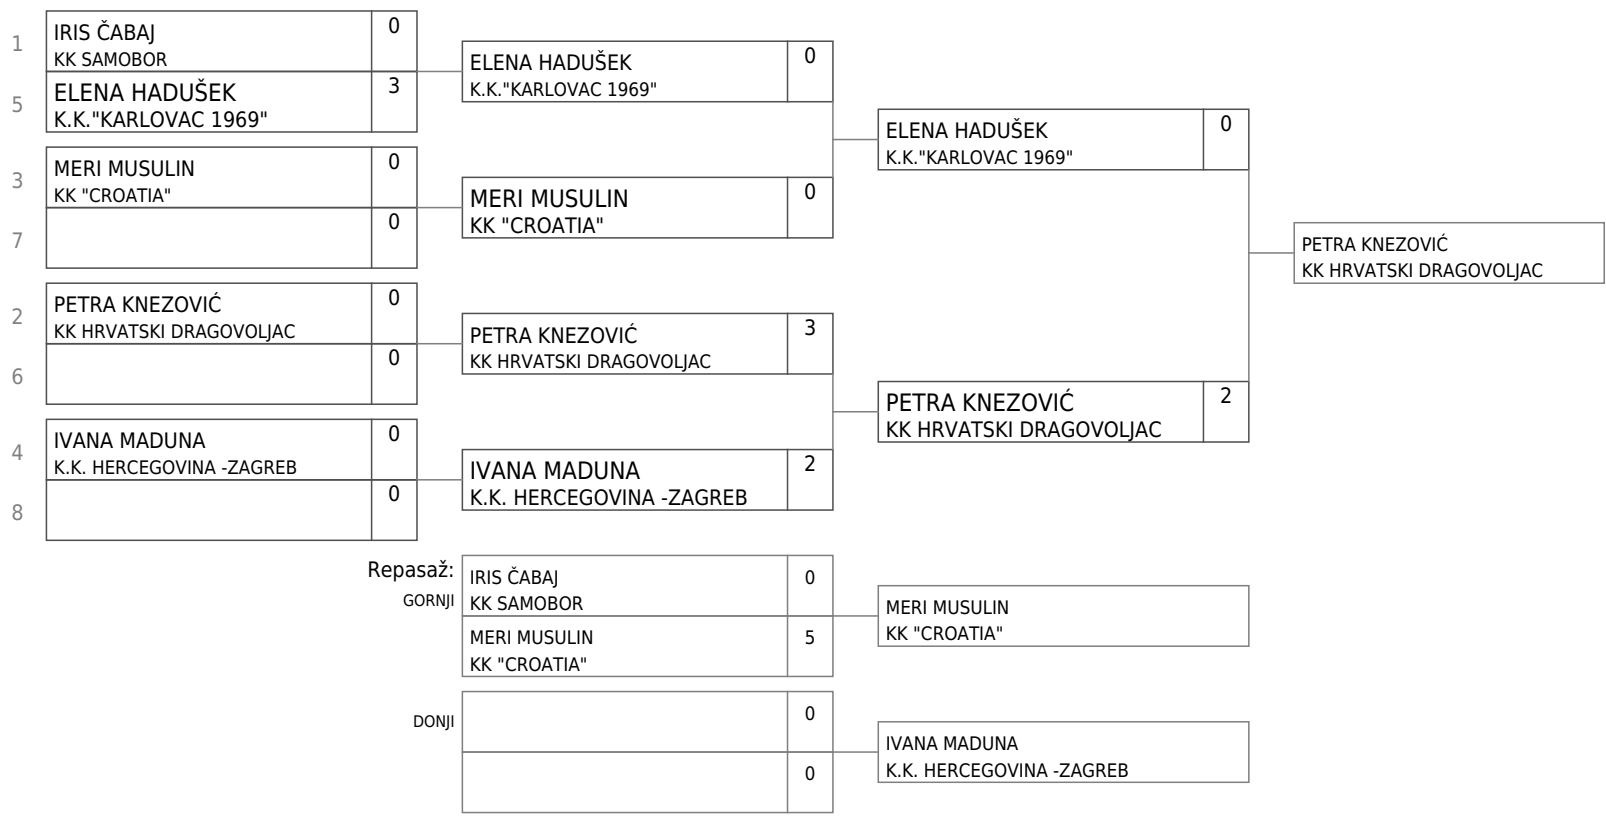 1
IRIS ČABAJ
KK SAMOBOR
0
5
ELENA HADUŠEK
K.K."KARLOVAC 1969"
3
3
MERI MUSULIN
KK "CROATIA"
0
7
0
2
PETRA KNEZOVIĆ
KK HRVATSKI DRAGOVOLJAC
0
6
0
4
IVANA MADUNA
K.K. HERCEGOVINA -ZAGREB
0
8
0
ELENA HADUŠEK
K.K."KARLOVAC 1969"
0
MERI MUSULIN
KK "CROATIA"
0
PETRA KNEZOVIĆ
KK HRVATSKI DRAGOVOLJAC
3
IVANA MADUNA
K.K. HERCEGOVINA -ZAGREB
2
ELENA HADUŠEK
K.K."KARLOVAC 1969"
0
PETRA KNEZOVIĆ
KK HRVATSKI DRAGOVOLJAC
2
PETRA KNEZOVIĆ
KK HRVATSKI DRAGOVOLJAC
Repasaž:
GORNJI
IRIS ČABAJ
KK SAMOBOR
0
MERI MUSULIN
KK "CROATIA"
5
MERI MUSULIN
KK "CROATIA"
DONJI
0
0
IVANA MADUNA
K.K. HERCEGOVINA -ZAGREB